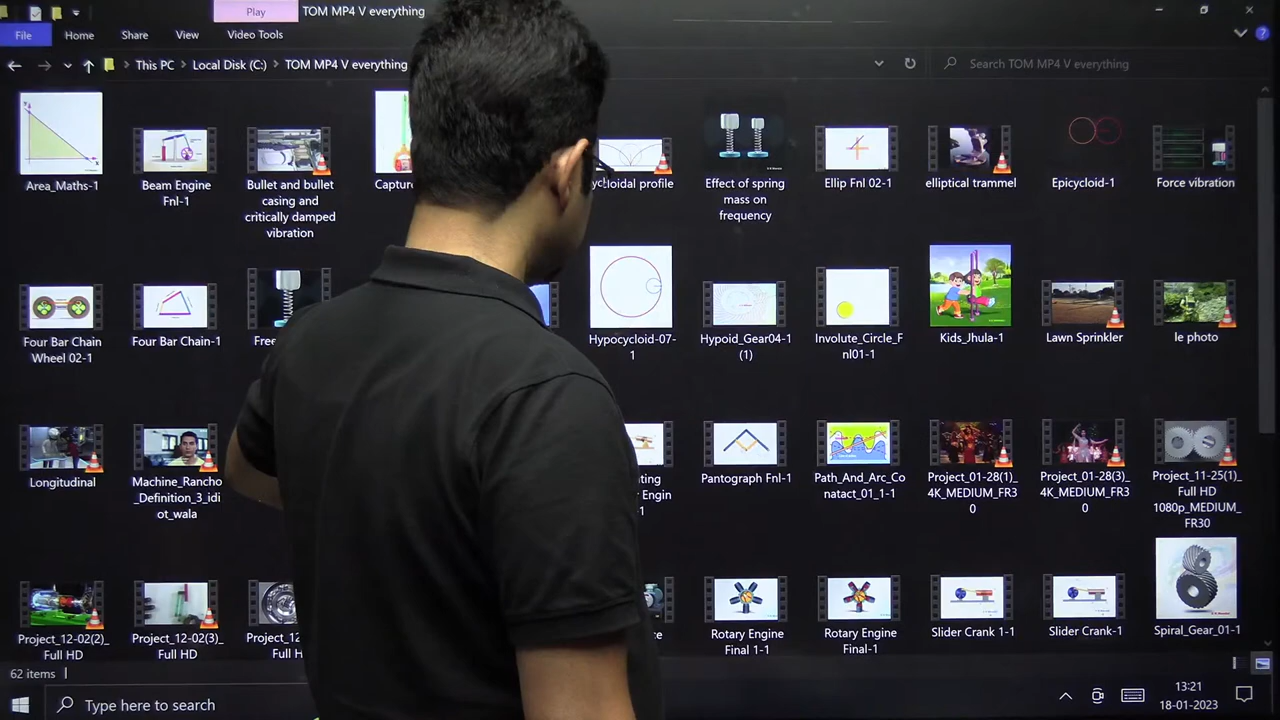 Play
TOM MP4 V everything
File
Home
Share
View
Video Tools
This PC
Local Disk (C:)
TOM MP4 V everything
Search TOM MP4 V everything
Area_Maths-1
Beam Engine
Fnl-1
Bullet and bullet
casing and
critically damped
vibration
Captur
ycloidal profile
Effect of spring
mass on
frequency
Ellip Fnl 02-1
elliptical trammel
Epicycloid-1
Force vibration
Four Bar Chain
Wheel 02-1
Four Bar Chain-1
Free
Hypocycloid-07-
1
Hypoid_Gear04-1
(1)
Involute_Circle_F
nl01-1
Kids_Jhula-1
Lawn Sprinkler
le photo
Longitudinal
Machine_Rancho
_Definition_3_idi
ot_wala
ting
er Engin
1
Pantograph Fnl-1
Path_And_Arc_Co
natact_01_1-1
Project_01-28(1)_
4K_MEDIUM_FR3
0
Project_01-28(3)_
4K_MEDIUM_FR3
0
Project_11-25(1)_
Full HD
1080p_MEDIUM_
FR30
Project_12-02(2)_
Full HD
Project_12-02(3)_
Full HD
Project_12
Full H
ce
Rotary Engine
Final 1-1
Rotary Engine
Final-1
Slider Crank 1-1
Slider Crank-1
Spiral_Gear_01-1
62 items
Type here to search
13:21
18-01-2023